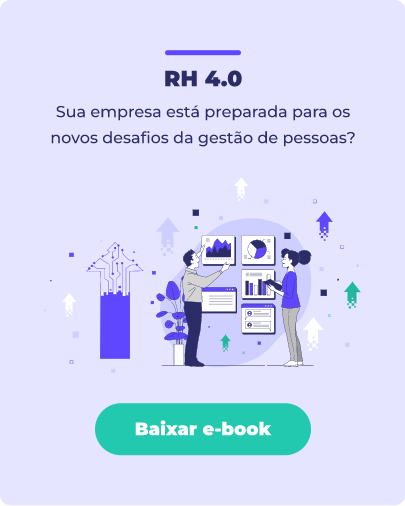 RH 4.0
Sua empresa está preparada para os
novos desafios da gestão de pessoas?
Baixar e-book